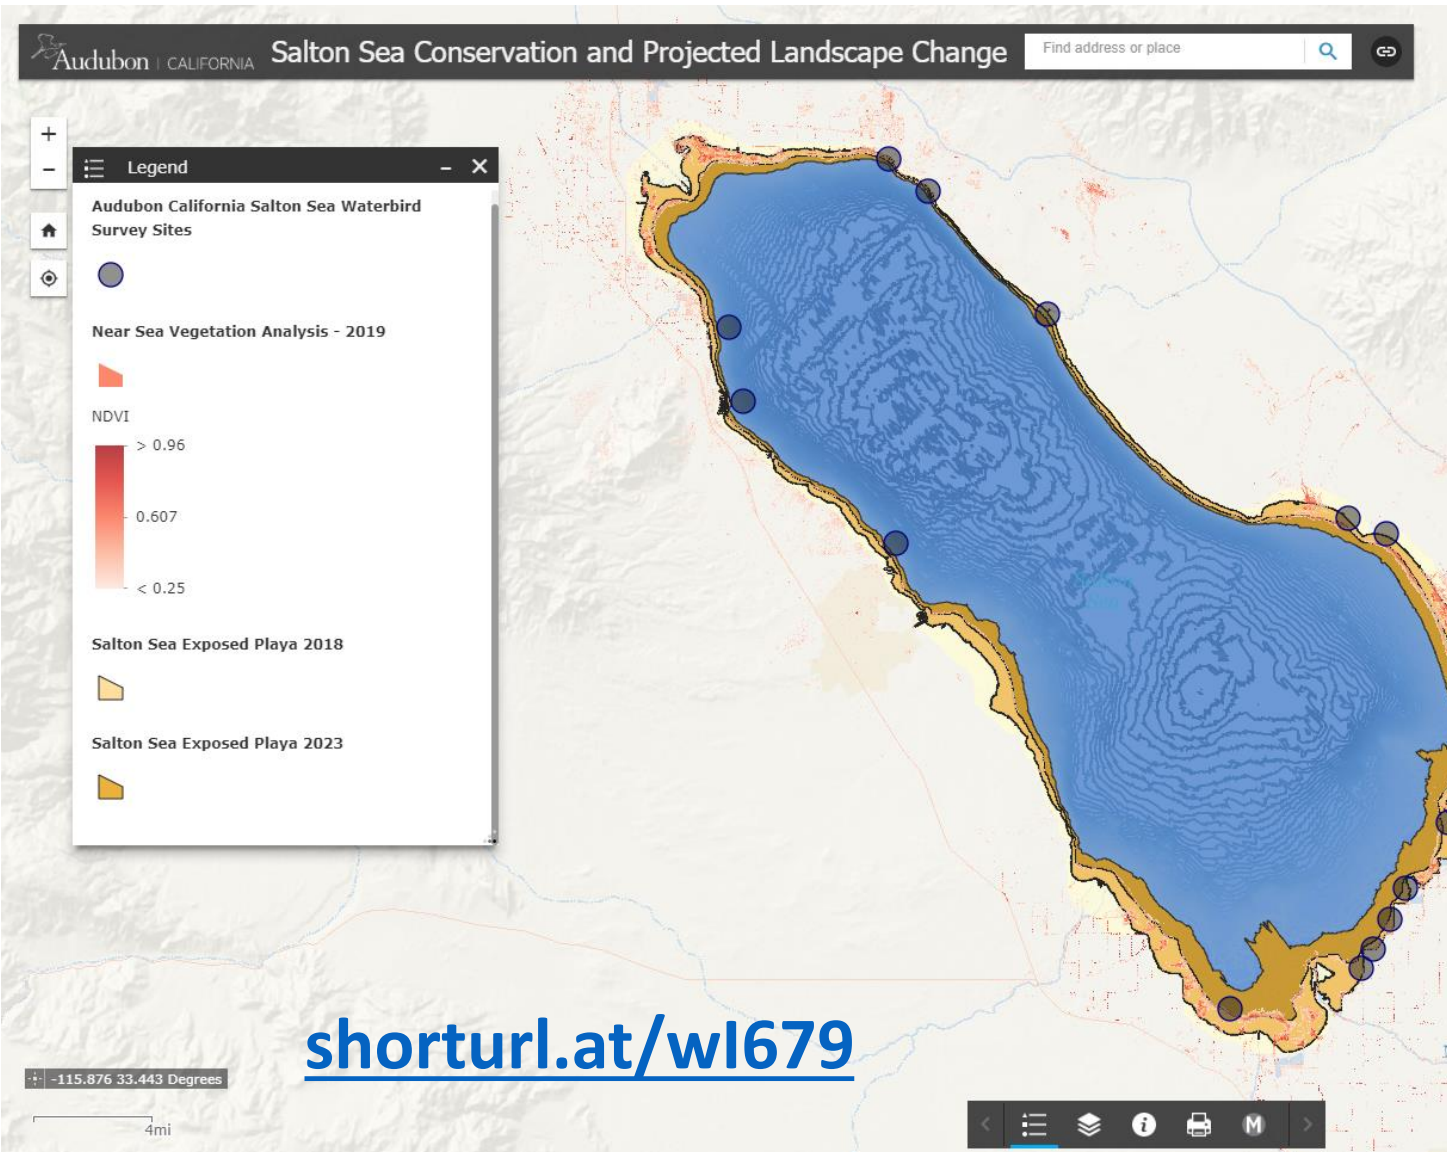 Audubon | CALIFORNIA Salton Sea Conservation and Projected Landscape Change
Find address or place
+
−
Legend
Audubon California Salton Sea Waterbird
Survey Sites
Near Sea Vegetation Analysis - 2019
NDVI
> 0.96
0.607
< 0.25
Salton Sea Exposed Playa 2018
Salton Sea Exposed Playa 2023
shorturl.at/wI679
-115.876 33.443 Degrees
4mi
M